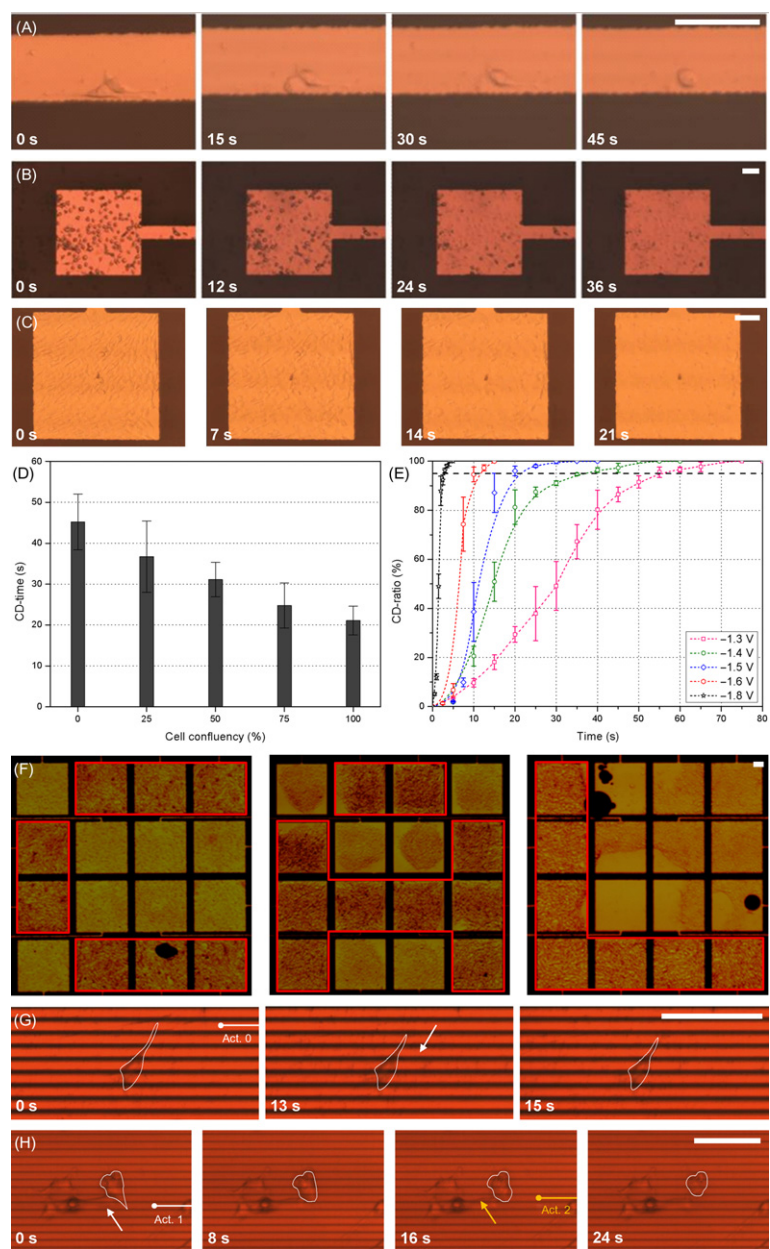 (A)
0 s
15 s
30 s
45 s
(B)
0 s
12 s
24 s
36 s
(C)
0 s
7 s
14 s
21 s
(D)
60
50
40
30
20
10
0
CD-time (s)
0
25
50
75
100
Cell confluency (%)
(E)
100
80
60
40
20
0
CD-ratio (%)
0
10
20
30
40
50
60
70
80
Time (s)
–1.3 V
–1.4 V
–1.5 V
–1.6 V
–1.8 V
(F)
(G)
Act. 0
0 s
13 s
15 s
(H)
Act. 1
0 s
8 s
16 s
Act. 2
24 s